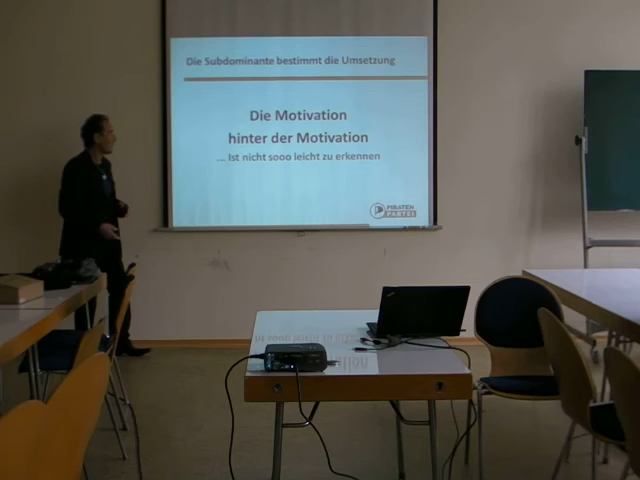 Die Subdominante bestimmt die Umsetzung
Die Motivation
hinter der Motivation
... Ist nicht sooo leicht zu erkennen
PIRATEN
PARTEI